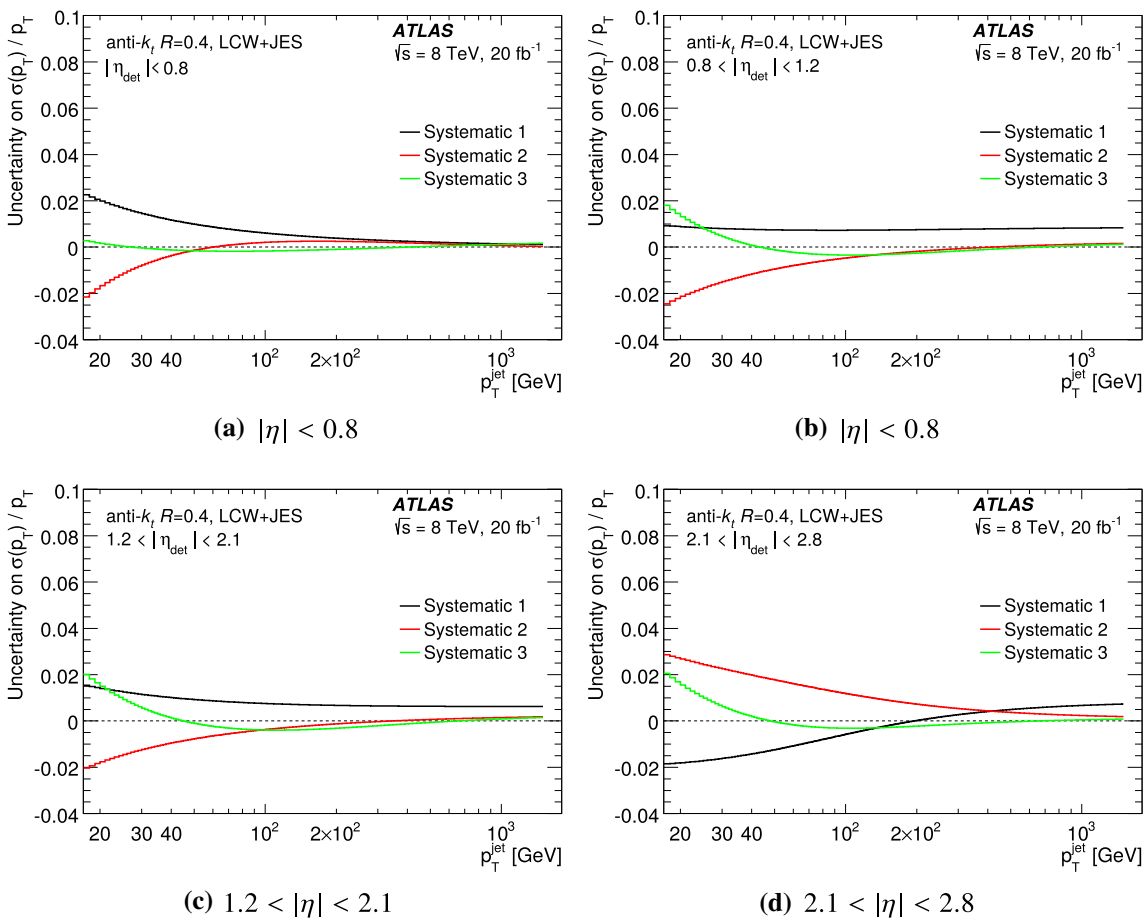 Uncertainty on σ(p_T) / p_T
0.1
0.08
0.06
0.04
0.02
0
-0.02
-0.04
anti-k_t R=0.4, LCW+JES
|η_det| < 0.8
ATLAS
√s = 8 TeV, 20 fb⁻¹
Systematic 1
Systematic 2
Systematic 3
20 30 40 10² 2×10² 10³
p_T^jet [GeV]
(a) |η| < 0.8
Uncertainty on σ(p_T) / p_T
0.1
0.08
0.06
0.04
0.02
0
-0.02
-0.04
anti-k_t R=0.4, LCW+JES
0.8 < |η_det| < 1.2
ATLAS
√s = 8 TeV, 20 fb⁻¹
Systematic 1
Systematic 2
Systematic 3
20 30 40 10² 2×10² 10³
p_T^jet [GeV]
(b) |η| < 0.8
Uncertainty on σ(p_T) / p_T
0.1
0.08
0.06
0.04
0.02
0
-0.02
-0.04
anti-k_t R=0.4, LCW+JES
1.2 < |η_det| < 2.1
ATLAS
√s = 8 TeV, 20 fb⁻¹
Systematic 1
Systematic 2
Systematic 3
20 30 40 10² 2×10² 10³
p_T^jet [GeV]
(c) 1.2 < |η| < 2.1
Uncertainty on σ(p_T) / p_T
0.1
0.08
0.06
0.04
0.02
0
-0.02
-0.04
anti-k_t R=0.4, LCW+JES
2.1 < |η_det| < 2.8
ATLAS
√s = 8 TeV, 20 fb⁻¹
Systematic 1
Systematic 2
Systematic 3
20 30 40 10² 2×10² 10³
p_T^jet [GeV]
(d) 2.1 < |η| < 2.8